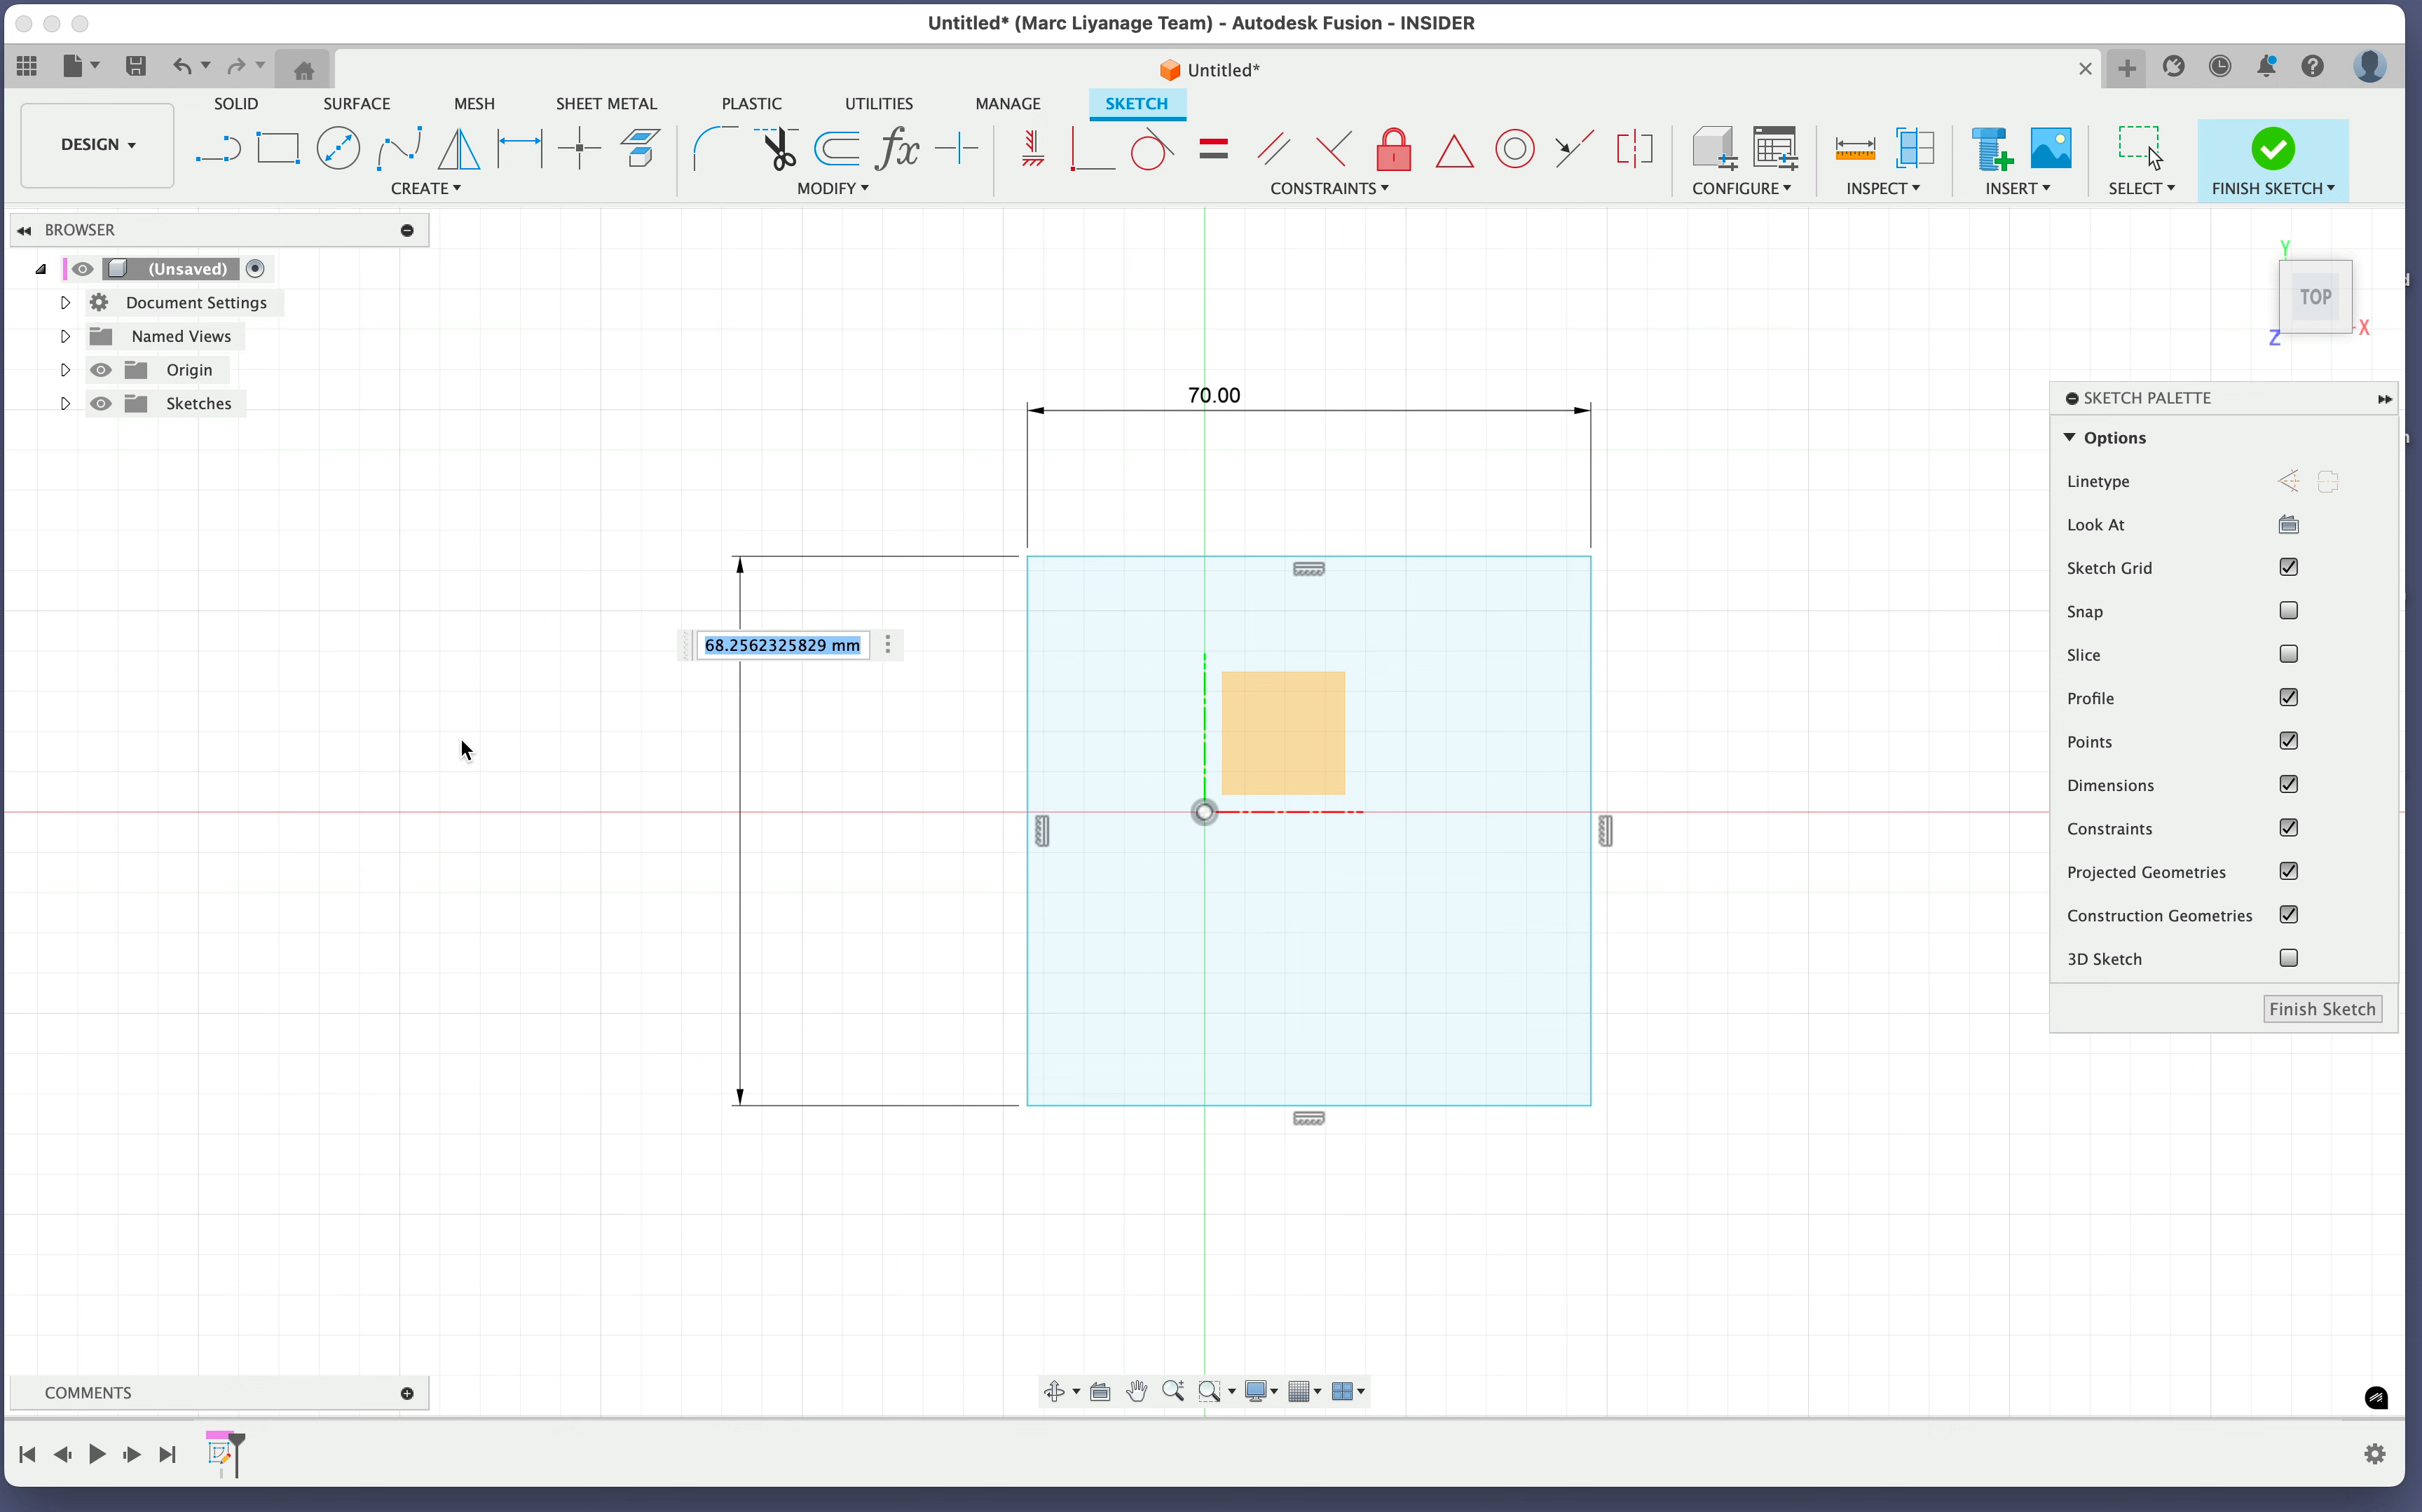 Untitled* (Marc Liyanage Team) - Autodesk Fusion - INSIDER
Untitled*
SOLID SURFACE MESH SHEET METAL PLASTIC UTILITIES MANAGE SKETCH
DESIGN
fx
CREATE MODIFY CONSTRAINTS CONFIGURE INSPECT INSERT SELECT FINISH SKETCH
BROWSER
(Unsaved)
Document Settings
Named Views
Origin
Sketches
Y
TOP
X
Z
70.00
68.2562325829 mm
SKETCH PALETTE
Options
Linetype
Look At
Sketch Grid
Snap
Slice
Profile
Points
Dimensions
Constraints
Projected Geometries
Construction Geometries
3D Sketch
Finish Sketch
COMMENTS